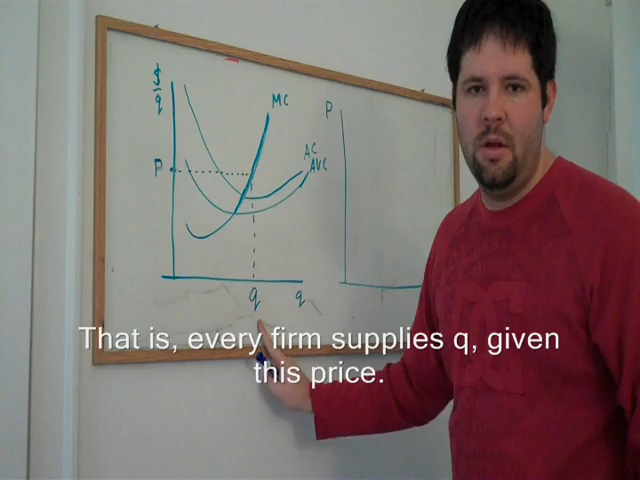 $
q
MC
P
AC
AVC
P
q
q
That is, every firm supplies q, given
this price.